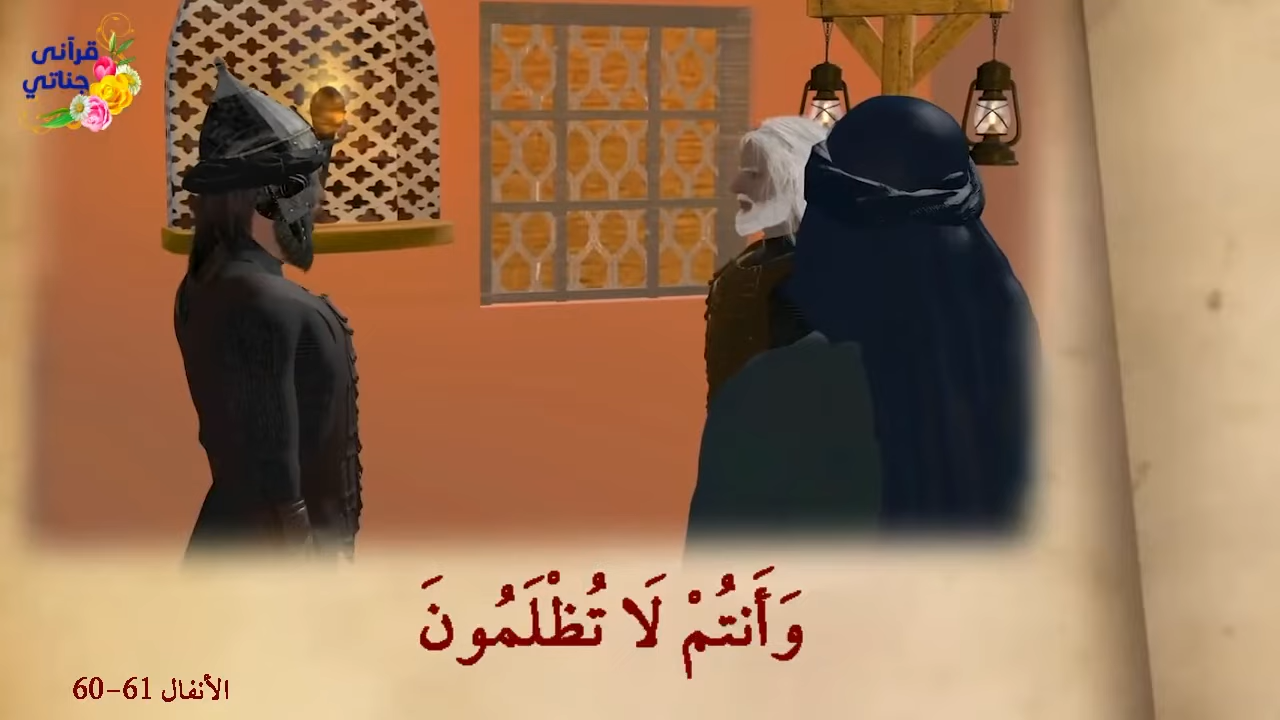 قرآني
جناتي
وَأَنتُمْ لَا تُظْلَمُونَ
الأنفال 61-60